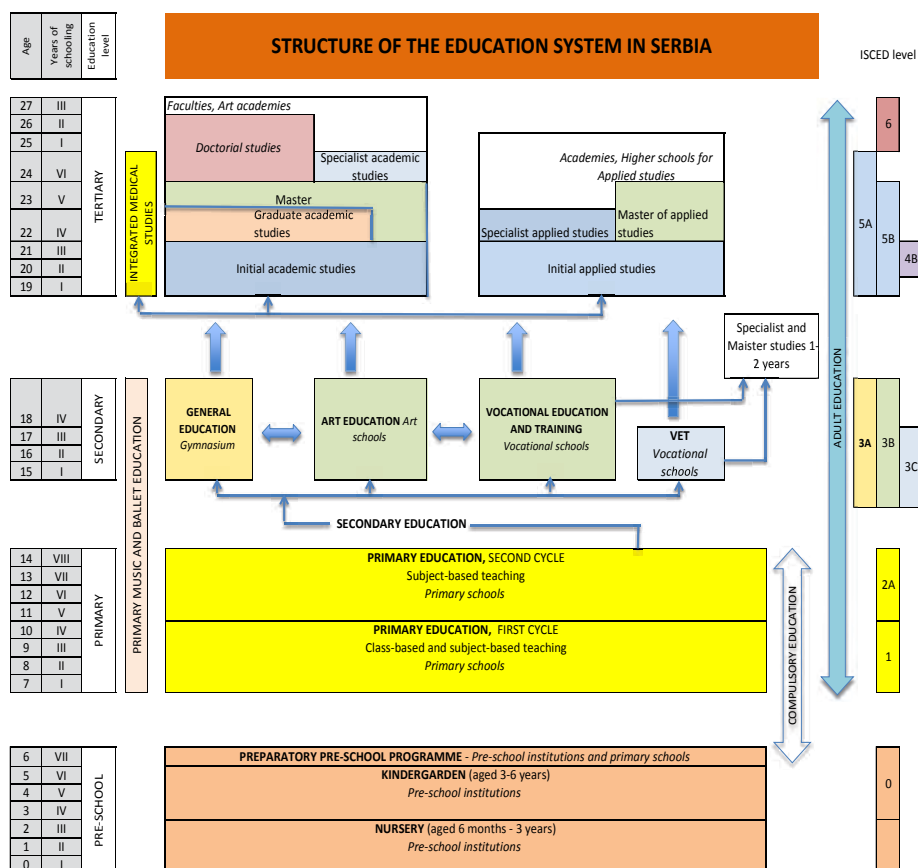 Age
Years of
schooling
Education
level
STRUCTURE OF THE EDUCATION SYSTEM IN SERBIA
ISCED level
27 III
26 II
25 I
24 VI
23 V
22 IV
21 III
20 II
19 I
TERTIARY
INTEGRATED MEDICAL
STUDIES
Faculties, Art academies
Doctorial studies
Specialist academic
studies
Master
Graduate academic
studies
Initial academic studies
Academies, Higher schools for
Applied studies
Specialist applied studies
Master of applied
studies
Initial applied studies
6
5A
5B
4B
ADULT EDUCATION
Specialist and
Maister studies 1-
2 years
18 IV
17 III
16 II
15 I
SECONDARY
PRIMARY MUSIC AND BALLET EDUCATION
GENERAL
EDUCATION
Gymnasium
ART EDUCATION Art
schools
VOCATIONAL EDUCATION
AND TRAINING
Vocational schools
VET
Vocational
schools
3A
3B
3C
SECONDARY EDUCATION
14 VIII
13 VII
12 VI
11 V
10 IV
9 III
8 II
7 I
PRIMARY
PRIMARY EDUCATION, SECOND CYCLE
Subject-based teaching
Primary schools
PRIMARY EDUCATION, FIRST CYCLE
Class-based and subject-based teaching
Primary schools
COMPULSORY EDUCATION
2A
1
6 VII
5 VI
4 V
3 IV
2 III
1 II
0 I
PRE-SCHOOL
PREPARATORY PRE-SCHOOL PROGRAMME - Pre-school institutions and primary schools
KINDERGARDEN (aged 3-6 years)
Pre-school institutions
NURSERY (aged 6 months - 3 years)
Pre-school institutions
0